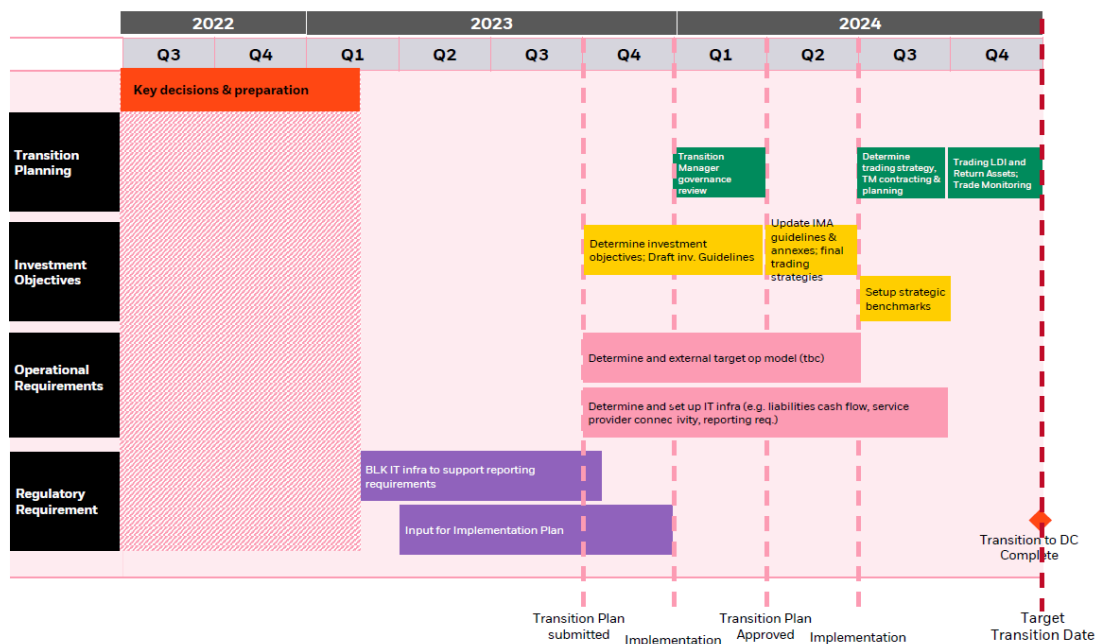 2022
2023
2024
Q3
Q4
Q1
Q2
Q3
Q4
Q1
Q2
Q3
Q4
Key decisions & preparation
Transition
Planning
Transition
Manager
governance
review
Determine
trading strategy,
TM contracting &
planning
Trading LDI and
Return Assets;
Trade Monitoring
Investment
Objectives
Determine investment
objectives; Draft inv. Guidelines
Update IMA
guidelines &
annexes; final
trading
strategies
Setup strategic
benchmarks
Operational
Requirements
Determine and external target op model (tbc)
Determine and set up IT infra (e.g. liabilities cash flow, service
provider connec ivity, reporting req.)
Regulatory
Requirement
BLK IT infra to support reporting
requirements
Input for Implementation Plan
Transition to DC
Complete
Transition Plan
submitted
Implementation
Transition Plan
Approved
Implementation
Target
Transition Date